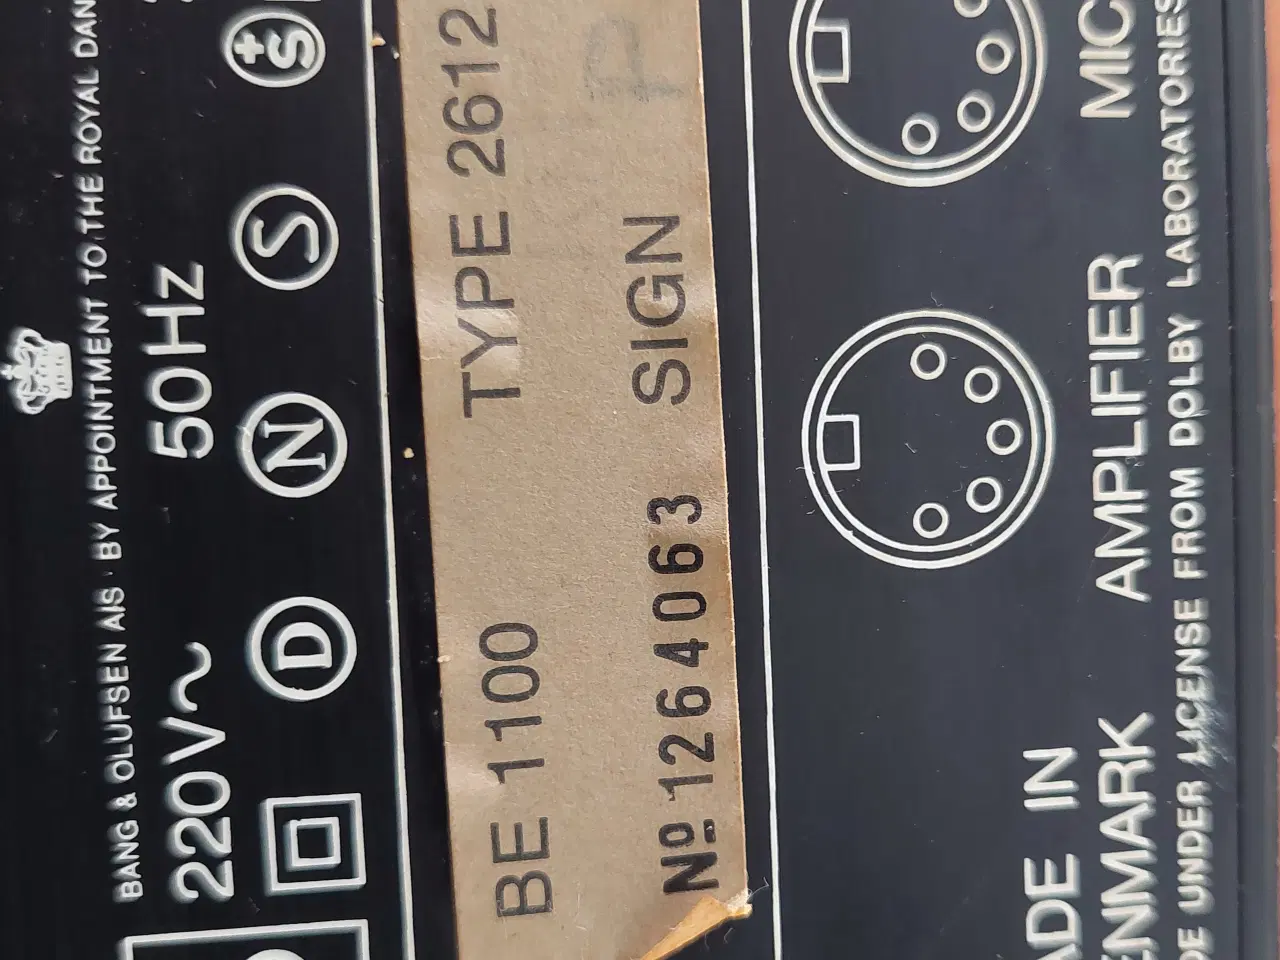 BANG & OLUFSEN A/S · BY APPOINTMENT TO THE ROYAL DAN
220V~ 50Hz
D N S +S
BE 1100 TYPE 2612
Nº 1264063 SIGN P
ADE IN
ENMARK
AMPLIFIER
MIC
DE UNDER LICENSE FROM DOLBY LABORATORIES